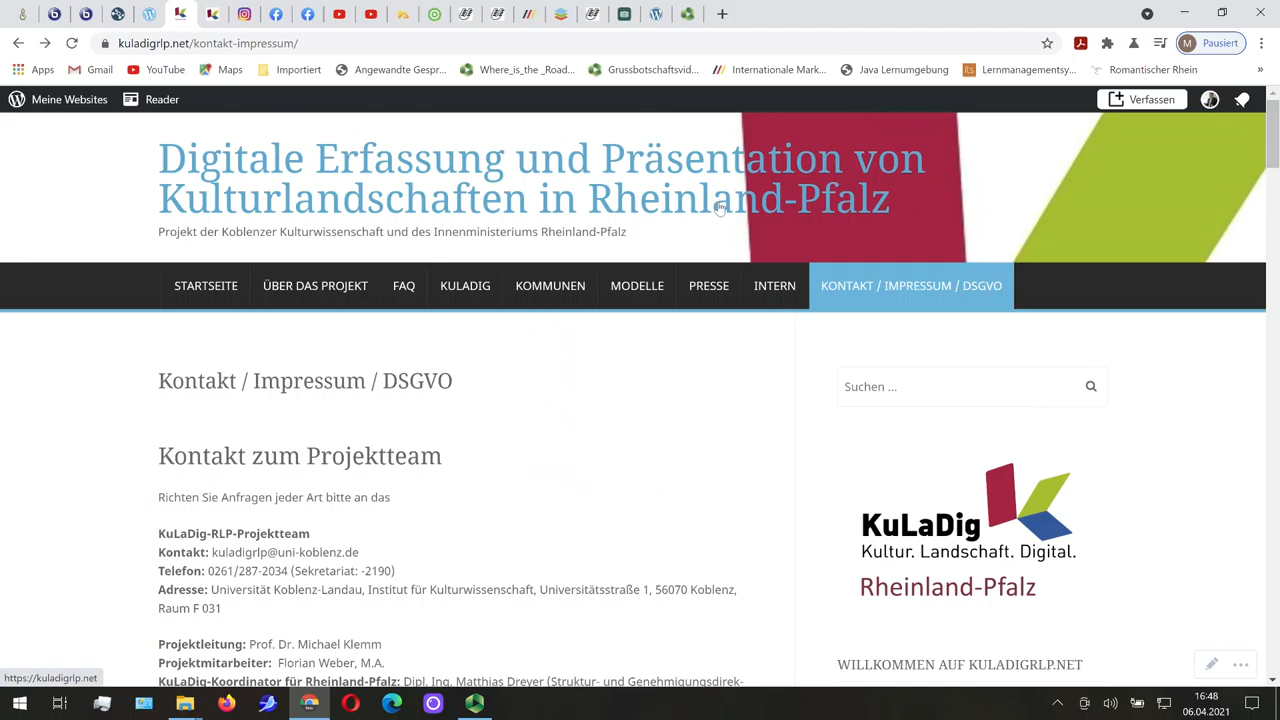 kuladigrlp.net/kontakt-impressum/
Pausiert
Apps
Gmail
YouTube
Maps
Importiert
Angewandte Gespr...
Where_is_the_Road...
Grussbotschaftsvid...
Internationale Mark...
Java Lernumgebung
Lernmanagementsy...
Romantischer Rhein
»
Meine Websites
Reader
Verfassen
Digitale Erfassung und Präsentation von
Kulturlandschaften in Rheinland-Pfalz
Projekt der Koblenzer Kulturwissenschaft und des Innenministeriums Rheinland-Pfalz
STARTSEITE
ÜBER DAS PROJEKT
FAQ
KULADIG
KOMMUNEN
MODELLE
PRESSE
INTERN
KONTAKT / IMPRESSUM / DSGVO
Kontakt / Impressum / DSGVO
Suchen ...
Kontakt zum Projektteam
Richten Sie Anfragen jeder Art bitte an das
KuLaDig-RLP-Projektteam
Kontakt: kuladigrlp@uni-koblenz.de
Telefon: 0261/287-2034 (Sekretariat: -2190)
Adresse: Universität Koblenz-Landau, Institut für Kulturwissenschaft, Universitätsstraße 1, 56070 Koblenz,
Raum F 031
Projektleitung: Prof. Dr. Michael Klemm
Projektmitarbeiter: Florian Weber, M.A.
KuLaDig-Koordinator für Rheinland-Pfalz: Dipl. Ing. Matthias Dreyer (Struktur- und Genehmigungsdirek-
KuLaDig
Kultur. Landschaft. Digital.
Rheinland-Pfalz
WILLKOMMEN AUF KULADIGRLP.NET
https://kuladigrlp.net
16:48
06.04.2021